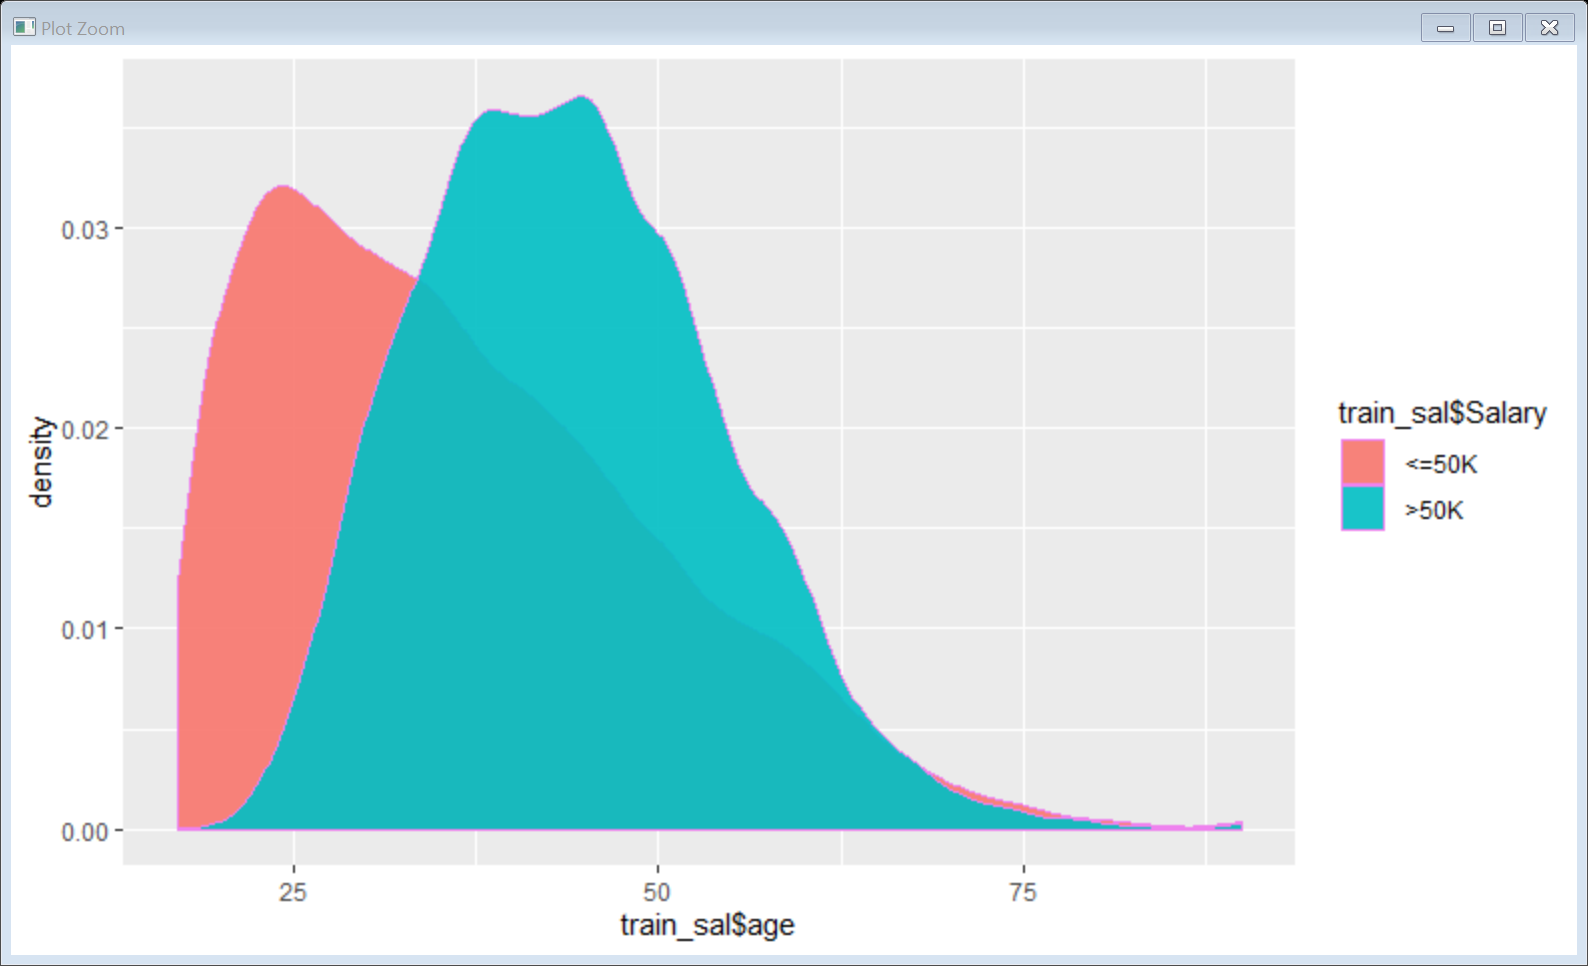 Plot Zoom
density
0.03
0.02
0.01
0.00
25
50
75
train_sal$age
train_sal$Salary
<=50K
>50K